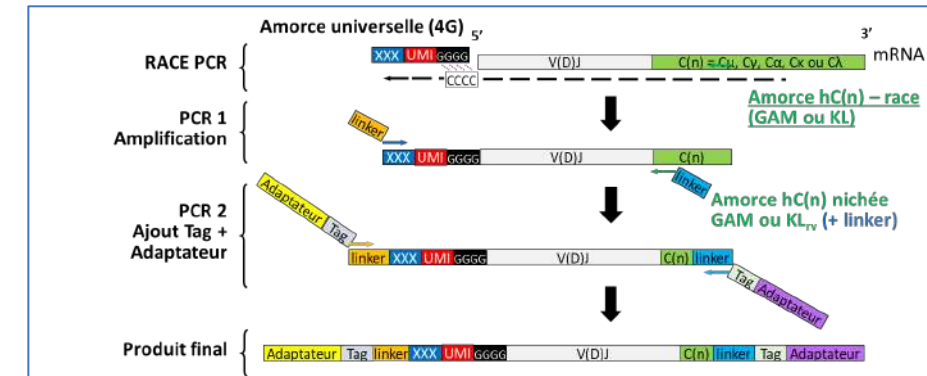 Amorce universelle (4G)
5'
3'
RACE PCR
XXX UMI GGGG
V(D)J
C(n) = Cμ, Cγ, Cα, Cκ ou Cλ
mRNA
CCCC
Amorce hC(n) – race
(GAM ou KL)
PCR 1
Amplification
linker
XXX UMI GGGG V(D)J C(n)
linker
Amorce hC(n) nichée
GAM ou KLrv (+ linker)
PCR 2
Ajout Tag +
Adaptateur
Adaptateur Tag
linker XXX UMI GGGG V(D)J C(n) linker
Tag Adaptateur
Produit final
Adaptateur Tag linker XXX UMI GGGG V(D)J C(n) linker Tag Adaptateur